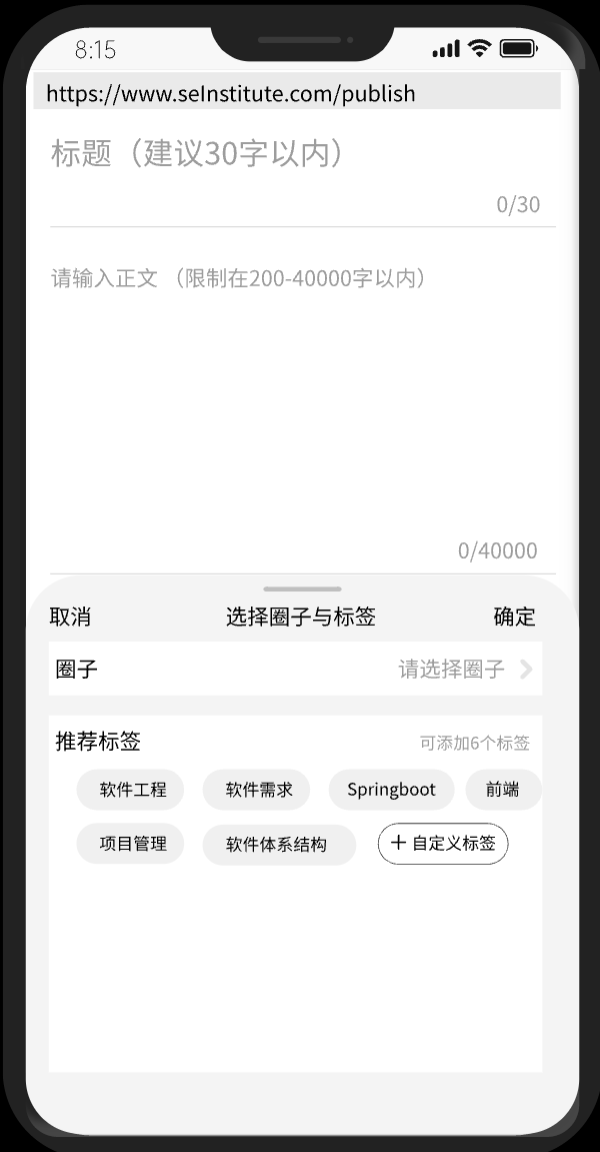 8:15
https://www.seInstitute.com/publish
标题（建议30字以内）
0/30
请输入正文 （限制在200-40000字以内）
0/40000
取消 选择圈子与标签 确定
圈子 请选择圈子
推荐标签 可添加6个标签
软件工程 软件需求 Springboot 前端
项目管理 软件体系结构 + 自定义标签